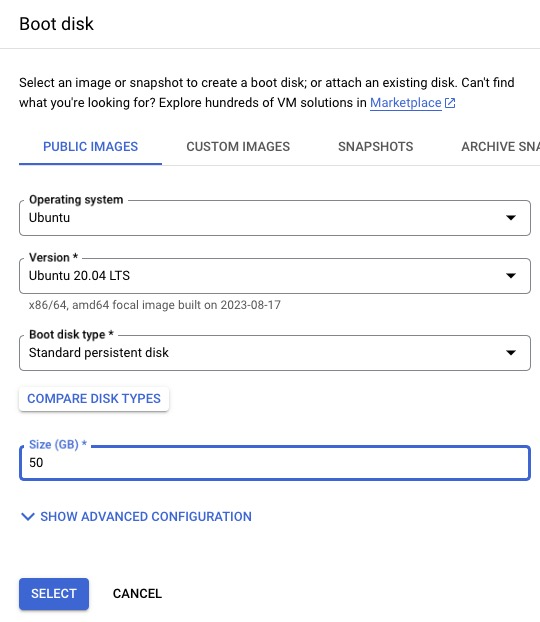 Boot disk
Select an image or snapshot to create a boot disk; or attach an existing disk. Can't find
what you're looking for? Explore hundreds of VM solutions in Marketplace
PUBLIC IMAGES CUSTOM IMAGES SNAPSHOTS ARCHIVE SNA
Operating system
Ubuntu
Version *
Ubuntu 20.04 LTS
x86/64, amd64 focal image built on 2023-08-17
Boot disk type *
Standard persistent disk
COMPARE DISK TYPES
Size (GB) *
50
SHOW ADVANCED CONFIGURATION
SELECT CANCEL